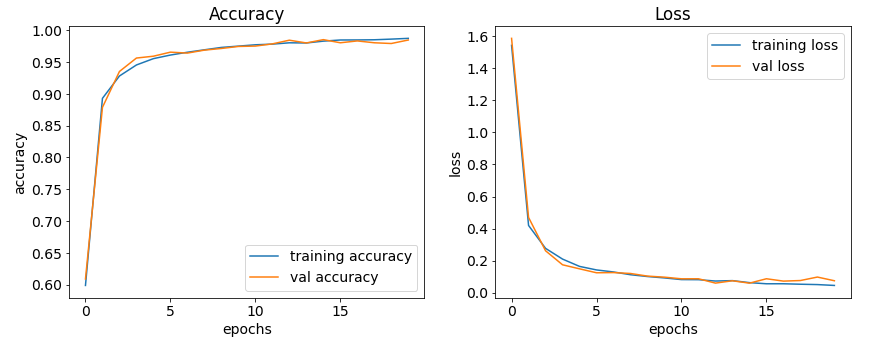 Accuracy
1.00
0.95
0.90
0.85
0.80
0.75
0.70
0.65
0.60
accuracy
training accuracy
val accuracy
0 5 10 15
epochs
Loss
1.6
1.4
1.2
1.0
0.8
0.6
0.4
0.2
0.0
loss
training loss
val loss
0 5 10 15
epochs